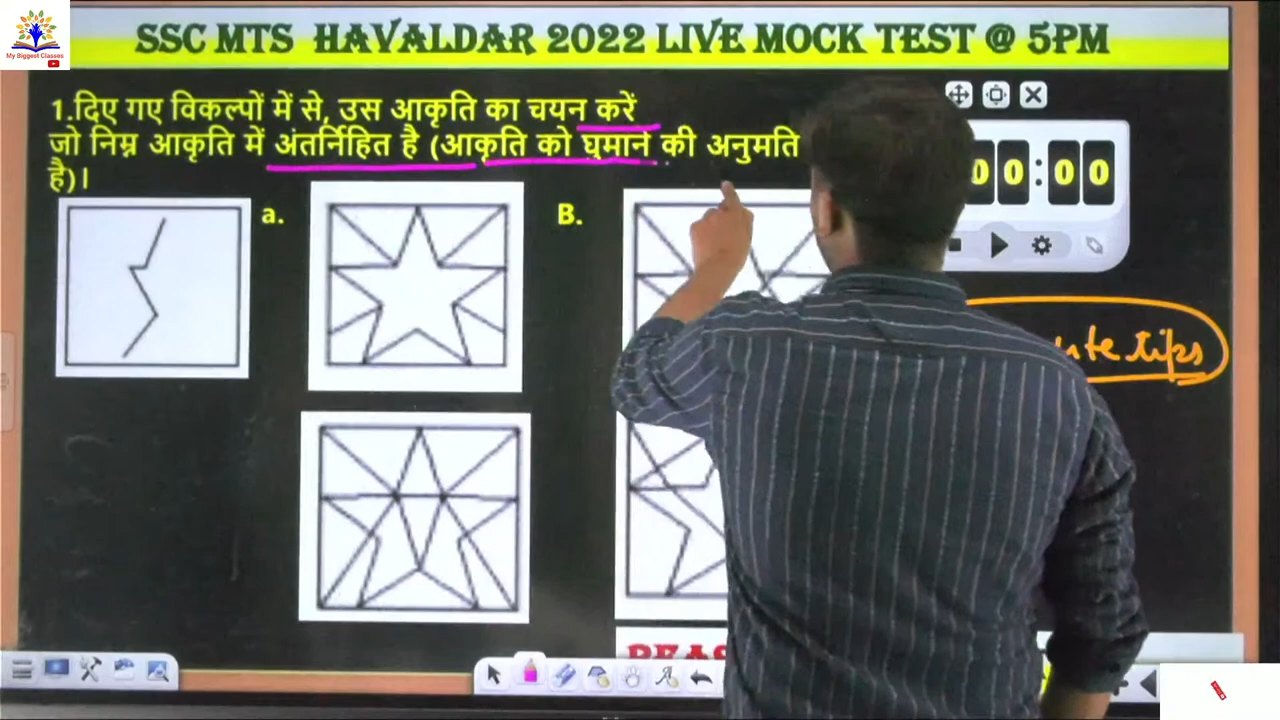 My Biggest Classes
SSC MTS HAVALDAR 2022 LIVE MOCK TEST @ 5PM
1.दिए गए विकल्पों में से, उस आकृति का चयन करें
जो निम्न आकृति में अंतर्निहित है (आकृति को घुमाने की अनुमति
है)।
a.
B.
00:00